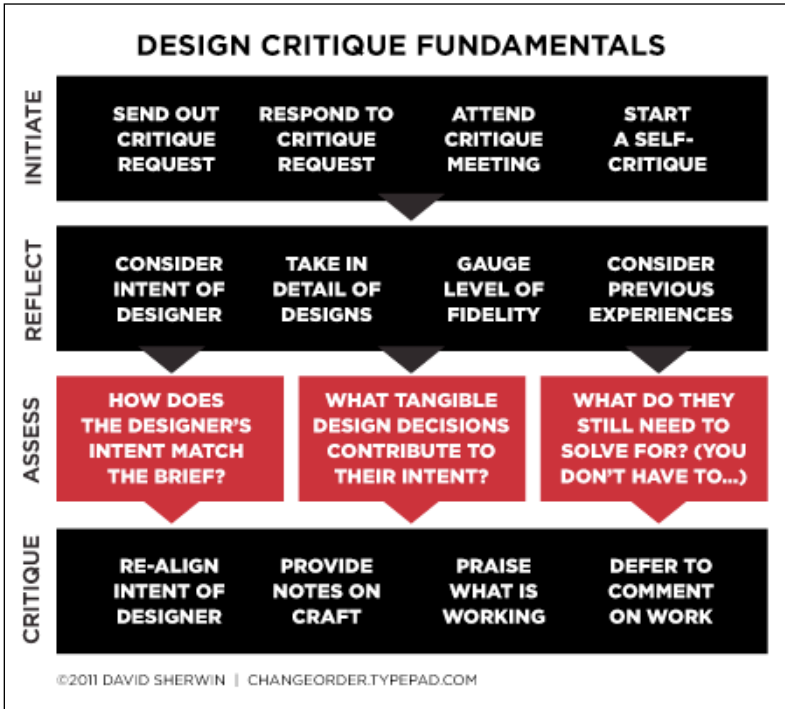 DESIGN CRITIQUE FUNDAMENTALS
INITIATE
SEND OUT
CRITIQUE
REQUEST
RESPOND TO
CRITIQUE
REQUEST
ATTEND
CRITIQUE
MEETING
START
A SELF-
CRITIQUE
REFLECT
CONSIDER
INTENT OF
DESIGNER
TAKE IN
DETAIL OF
DESIGNS
GAUGE
LEVEL OF
FIDELITY
CONSIDER
PREVIOUS
EXPERIENCES
ASSESS
HOW DOES
THE DESIGNER'S
INTENT MATCH
THE BRIEF?
WHAT TANGIBLE
DESIGN DECISIONS
CONTRIBUTE TO
THEIR INTENT?
WHAT DO THEY
STILL NEED TO
SOLVE FOR? (YOU
DON'T HAVE TO...)
CRITIQUE
RE-ALIGN
INTENT OF
DESIGNER
PROVIDE
NOTES ON
CRAFT
PRAISE
WHAT IS
WORKING
DEFER TO
COMMENT
ON WORK
©2011 DAVID SHERWIN | CHANGEORDER.TYPEPAD.COM